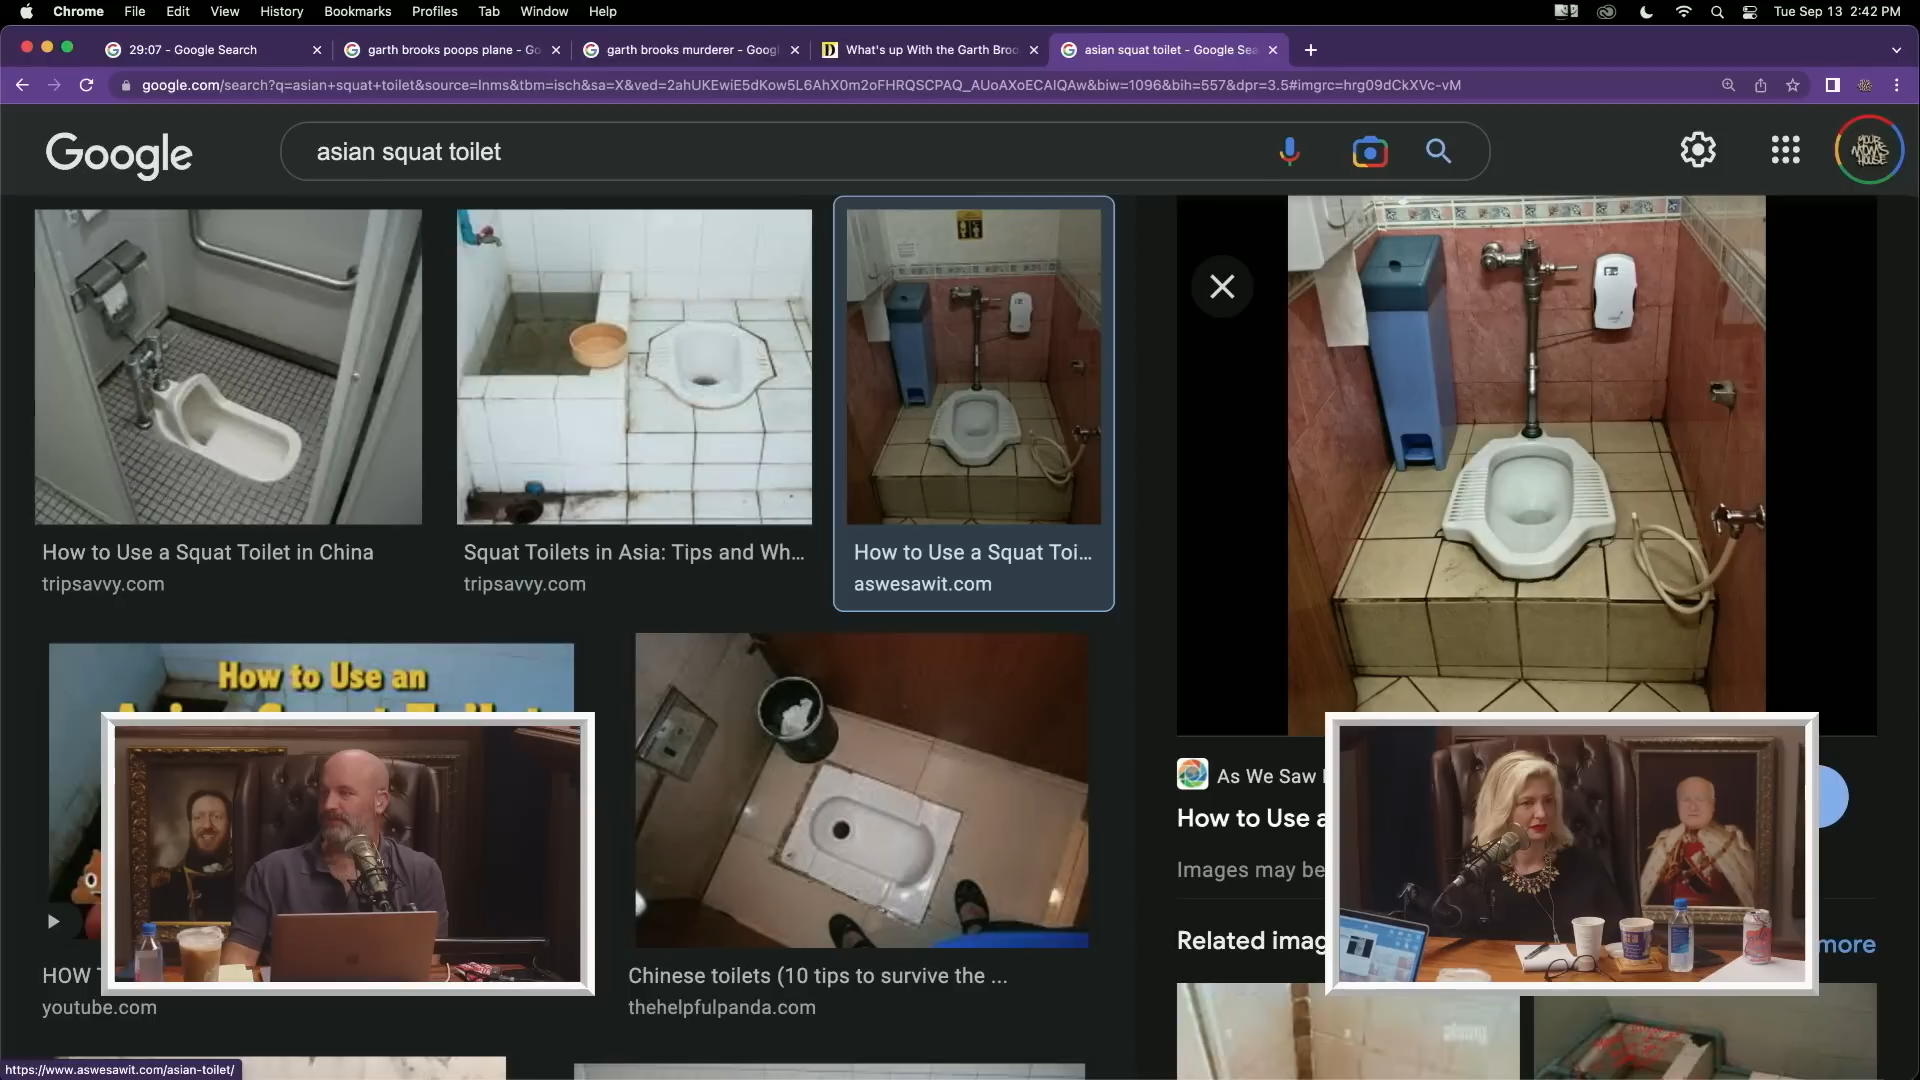 Chrome File Edit View History Bookmarks Profiles Tab Window Help
Tue Sep 13 2:42 PM
29:07 - Google Search
garth brooks poops plane - Go
garth brooks murderer - Goog
What's up With the Garth Broo
asian squat toilet - Google Sea
google.com/search?q=asian+squat+toilet&source=lnms&tbm=isch&sa=X&ved=2ahUKEwiE5dKow5L6AhX0m2oFHRQSCPAQ_AUoAXoECAIQAw&biw=1096&bih=557&dpr=3.5#imgrc=hrg09dCkXVc-vM
Google
asian squat toilet
YOUR MOM'S HOUSE
How to Use a Squat Toilet in China
tripsavvy.com
Squat Toilets in Asia: Tips and Wh...
tripsavvy.com
How to Use a Squat Toi...
aswesawit.com
How to Use an
As We Saw
How to Use a
Images may be
Related imag
more
HOW
youtube.com
Chinese toilets (10 tips to survive the ...
thehelpfulpanda.com
https://www.aswesawit.com/asian-toilet/